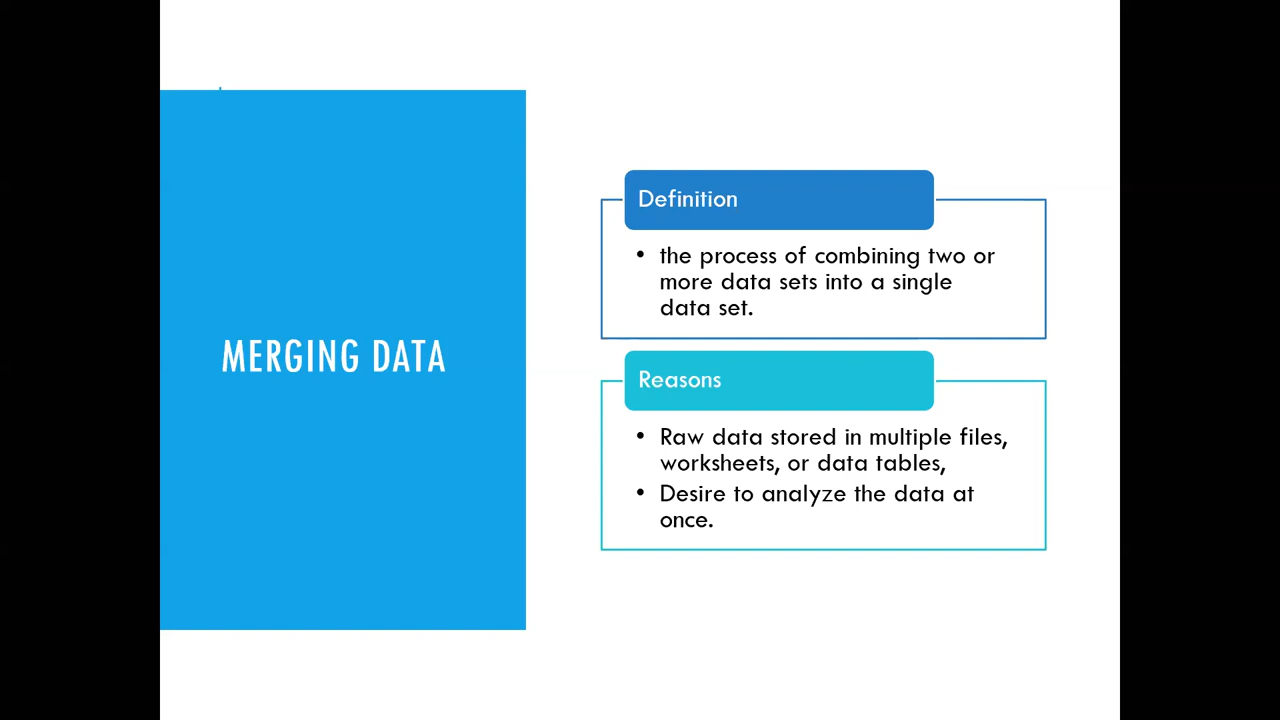 MERGING DATA
Definition
• the process of combining two or
more data sets into a single
data set.
Reasons
• Raw data stored in multiple files,
worksheets, or data tables,
• Desire to analyze the data at
once.